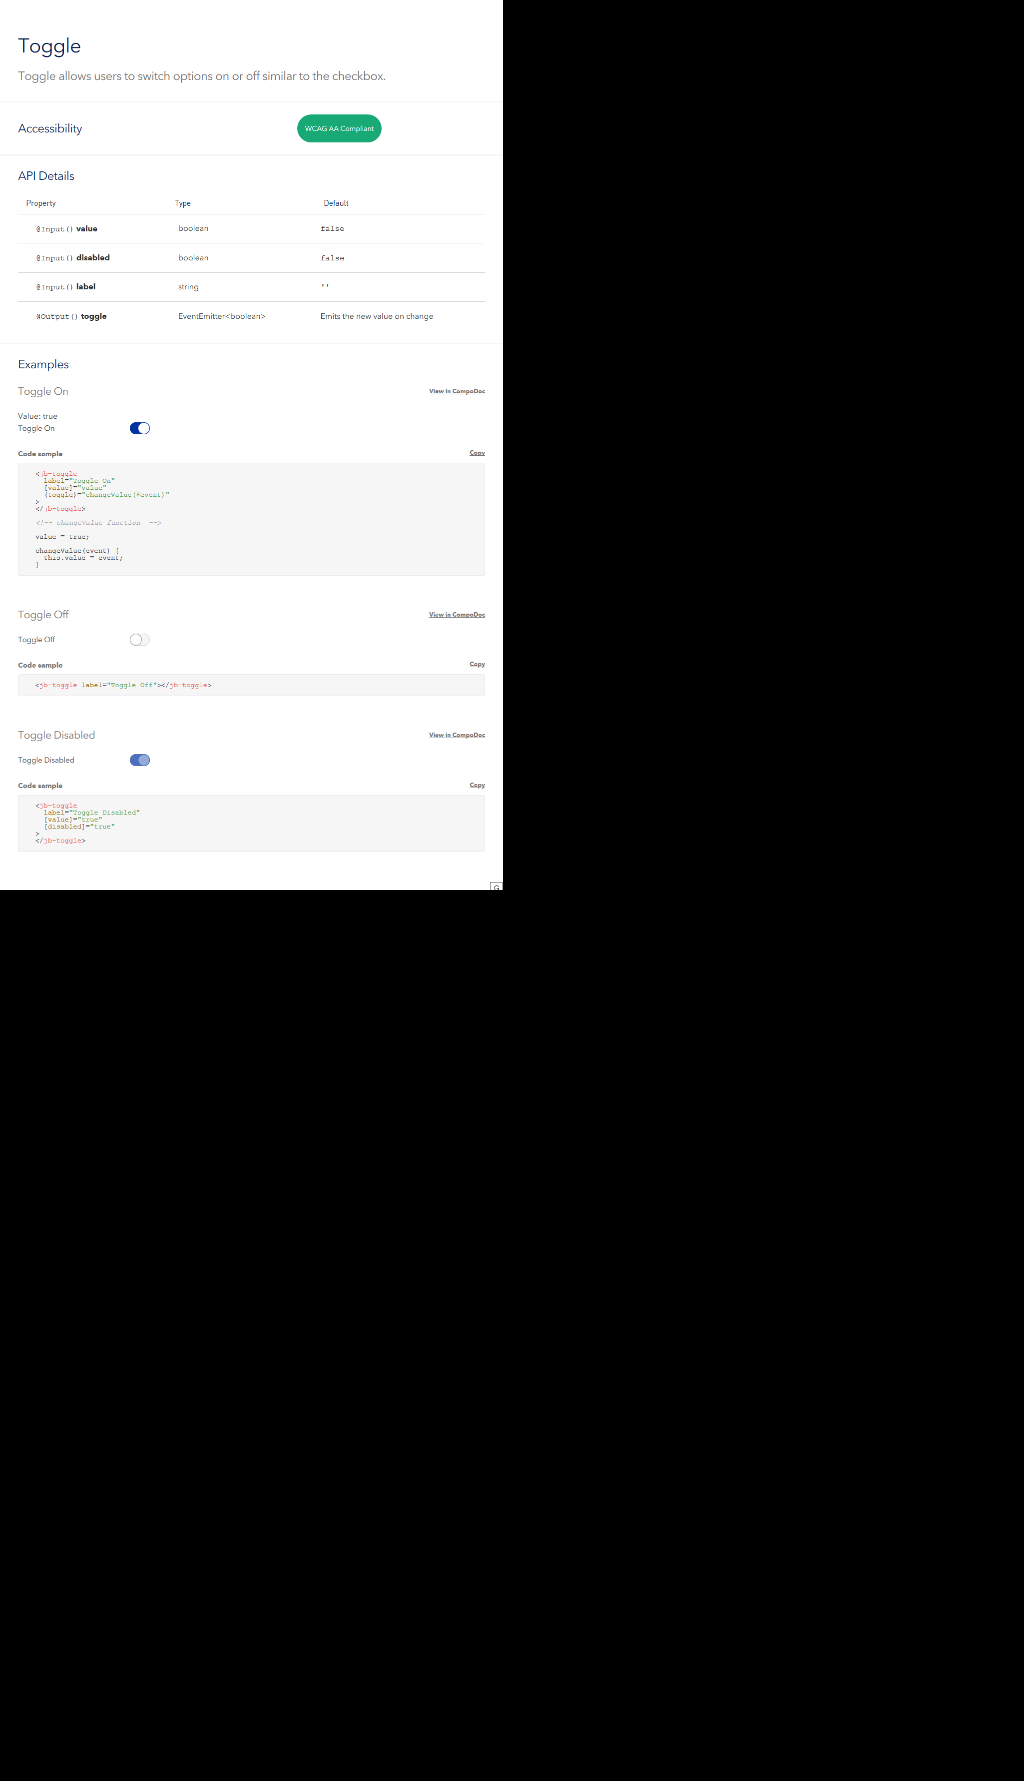 Toggle
Toggle allows users to switch options on or off similar to the checkbox.
Accessibility WCAG AA Compliant
API Details
Property Type Default
@Input() value boolean false
@Input() disabled boolean false
@Input() label string ''
@Output() toggle EventEmitter<boolean> Emits the new value on change
Examples
Toggle On View in CompoDoc
Value: true
Toggle On
Code sample Copy
<jb-toggle
label="Toggle On"
[value]="value"
(toggle)="changeValue($event)"
>
</jb-toggle>
<!-- changeValue function -->
value = true;
changeValue(event) {
this.value = event;
}
Toggle Off View in CompoDoc
Toggle Off
Code sample Copy
<jb-toggle label="Toggle Off"></jb-toggle>
Toggle Disabled View in CompoDoc
Toggle Disabled
Code sample Copy
<jb-toggle
label="Toggle Disabled"
[value]="true"
[disabled]="true"
>
</jb-toggle>
G